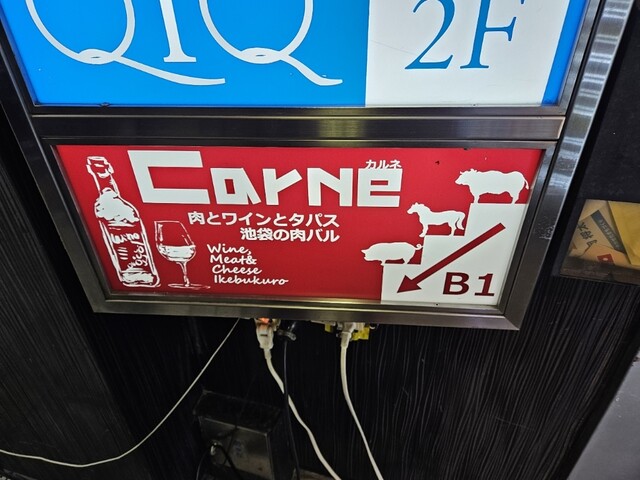 QIQ
2F
Carne
カルネ
肉とワインとタパス
池袋の肉バル
Wine,
Meat&
Cheese
Ikebukuro
B1